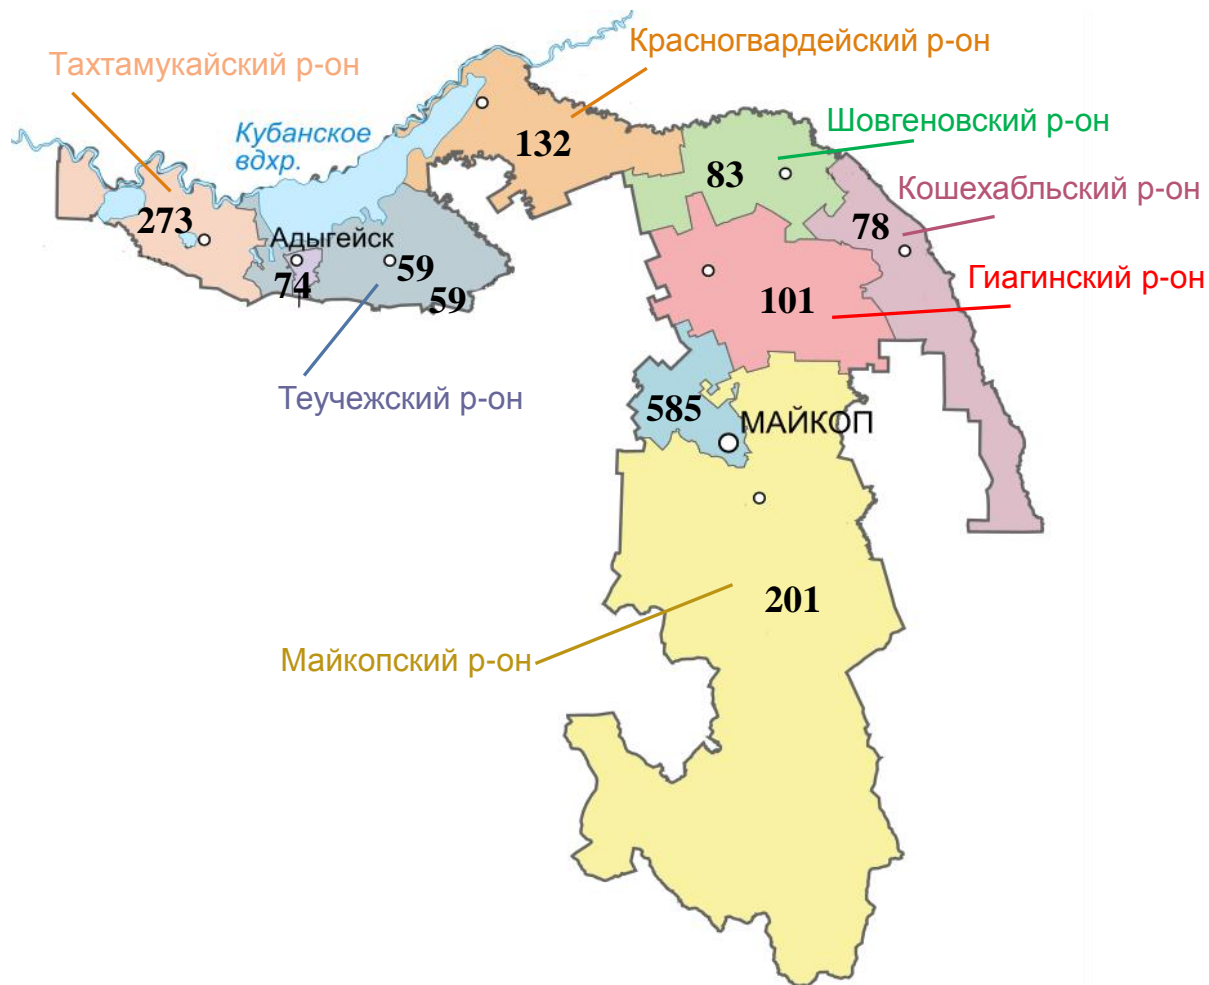 Красногвардейский р-он
Тахтамукайский р-он
Шовгеновский р-он
Кубанское
вдхр.
132
83
Кошехабльский р-он
273
78
Адыгейск
59
74
59
Гиагинский р-он
101
Теучежский р-он
585
МАЙКОП
201
Майкопский р-он